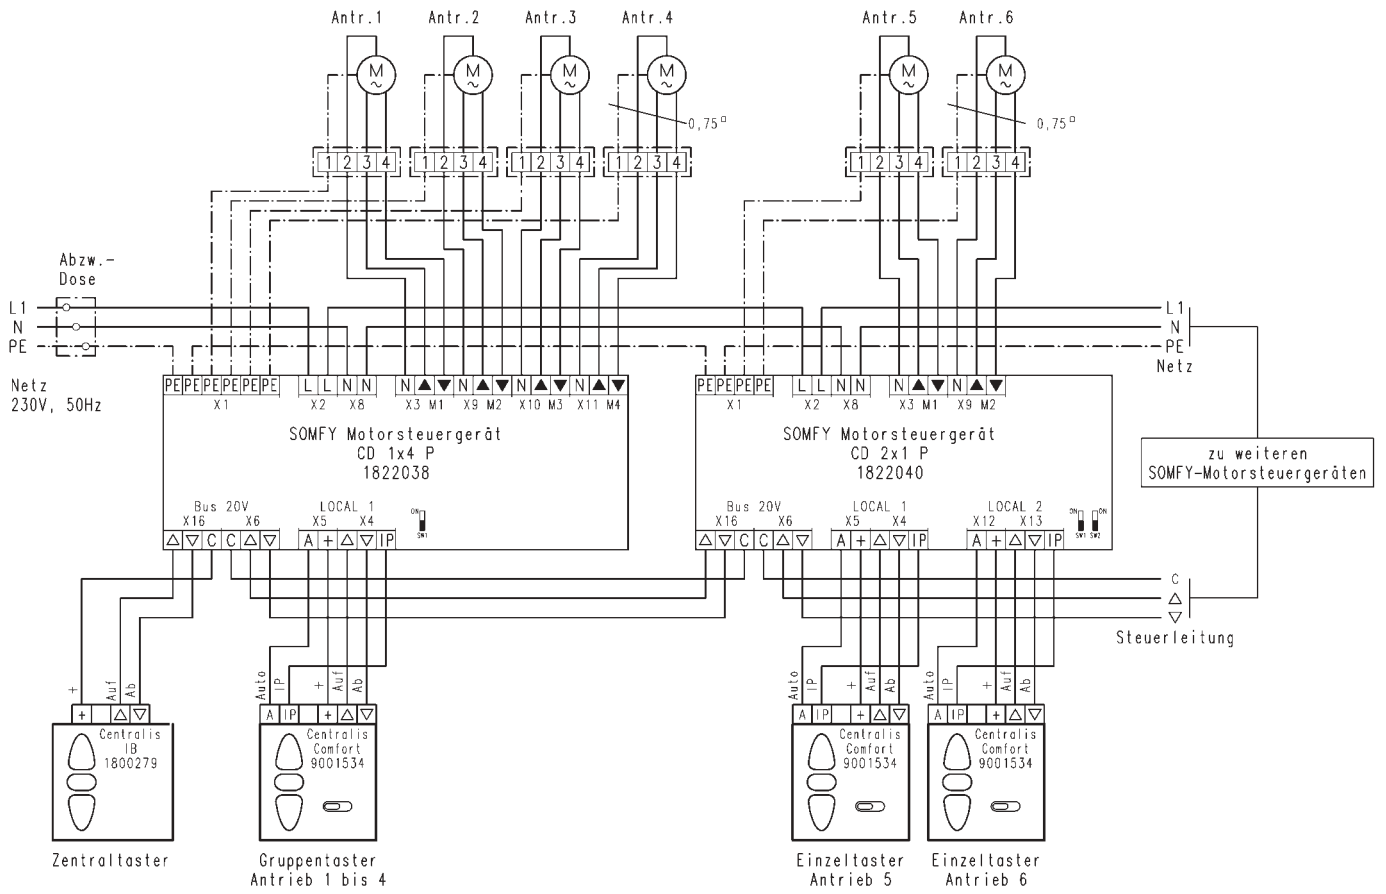 Antr.1 Antr.2 Antr.3 Antr.4 Antr.5 Antr.6
M M M M M M
~ ~ ~ ~ ~ ~
0,75 0,75
1 2 3 4 1 2 3 4 1 2 3 4 1 2 3 4 1 2 3 4 1 2 3 4
Abzw.-
Dose
L1 L1
N N
PE PE
Netz
Netz
230V, 50Hz
PE PE PE PE PE PE L L N N N ▲ ▼ N ▲ ▼ N ▲ ▼ N ▲ ▼
X1 X2 X8 X3 M1 X9 M2 X10 M3 X11 M4
SOMFY Motorsteuergerät
CD 1x4 P
1822038
Bus 20V LOCAL 1
X16 X6 X5 X4
ON
SW1
△ ▽ C C △ ▽ A + △ ▽ IP
PE PE PE PE L L N N N ▲ ▼ N ▲ ▼
X1 X2 X8 X3 M1 X9 M2
SOMFY Motorsteuergerät
CD 2x1 P
1822040
Bus 20V LOCAL 1 LOCAL 2
X16 X6 X5 X4 X12 X13
ON ON
SW1 SW2
△ ▽ C C △ ▽ A + △ ▽ IP A + △ ▽ IP
zu weiteren
SOMFY-Motorsteuergeräten
C
△
▽
Steuerleitung
+ Auf Ab
+ △ ▽
Centralis
IB
1800279
Zentraltaster
Auto IP + Auf Ab
A IP + △ ▽
Centralis
Comfort
9001534
Gruppentaster
Antrieb 1 bis 4
Auto IP + Auf Ab
A IP + △ ▽
Centralis
Comfort
9001534
Einzeltaster
Antrieb 5
Auto IP + Auf Ab
A IP + △ ▽
Centralis
Comfort
9001534
Einzeltaster
Antrieb 6